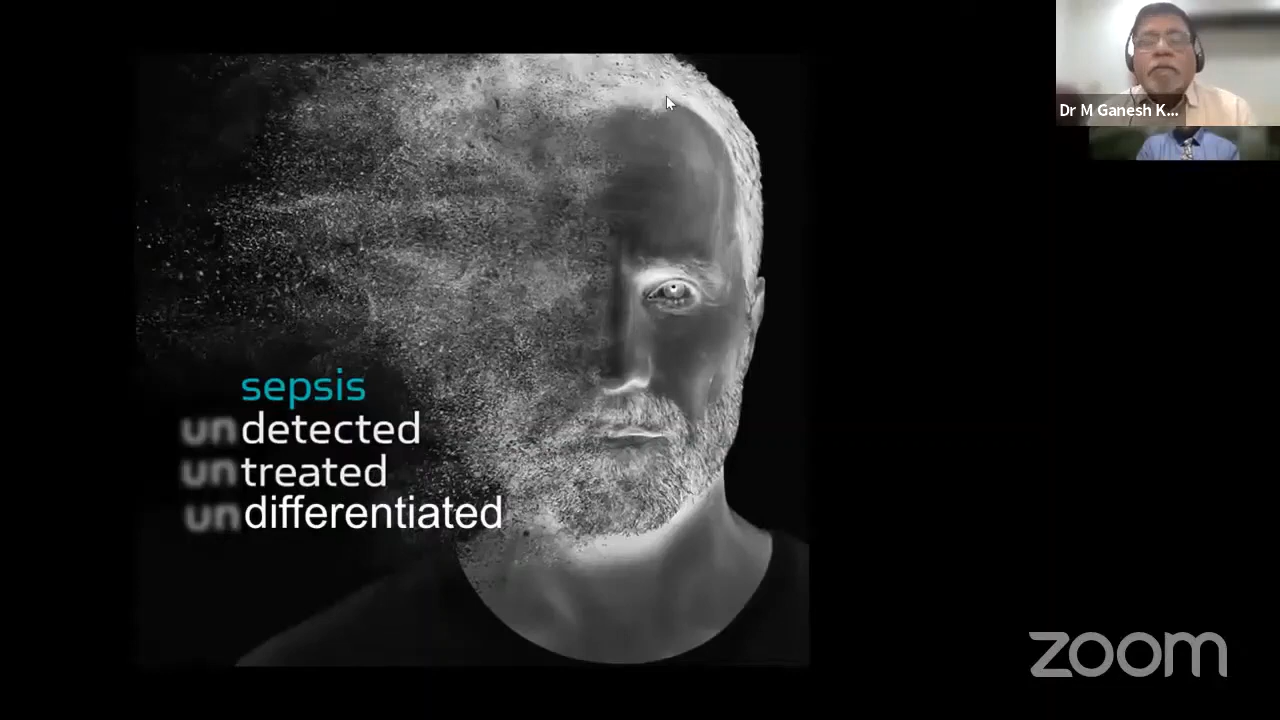 Dr M Ganesh K...
sepsis
undetected
untreated
undifferentiated
zoom